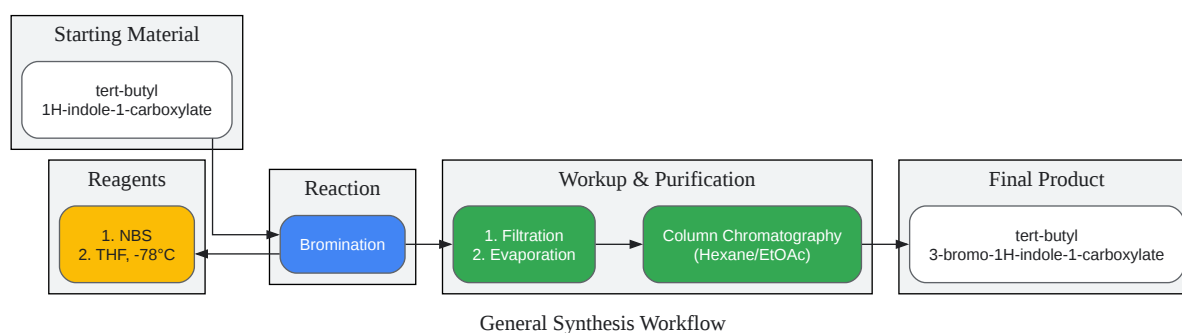 Starting Material
tert-butyl
1H-indole-1-carboxylate
Reagents
1. NBS
2. THF, -78°C
Reaction
Bromination
Workup & Purification
1. Filtration
2. Evaporation
Column Chromatography
(Hexane/EtOAc)
Final Product
tert-butyl
3-bromo-1H-indole-1-carboxylate
General Synthesis Workflow